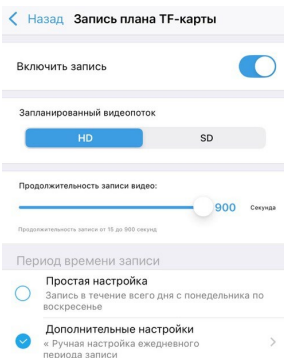 Назад Запись плана TF-карты
Включить запись
Запланированный видеопоток
HD SD
Продолжительность записи видео:
900 Секунда
Продолжительность записи от 15 до 900 секунд
Период времени записи
Простая настройка
Запись в течение всего дня с понедельника по
воскресенье
Дополнительные настройки
« Ручная настройка ежедневного
периода записи